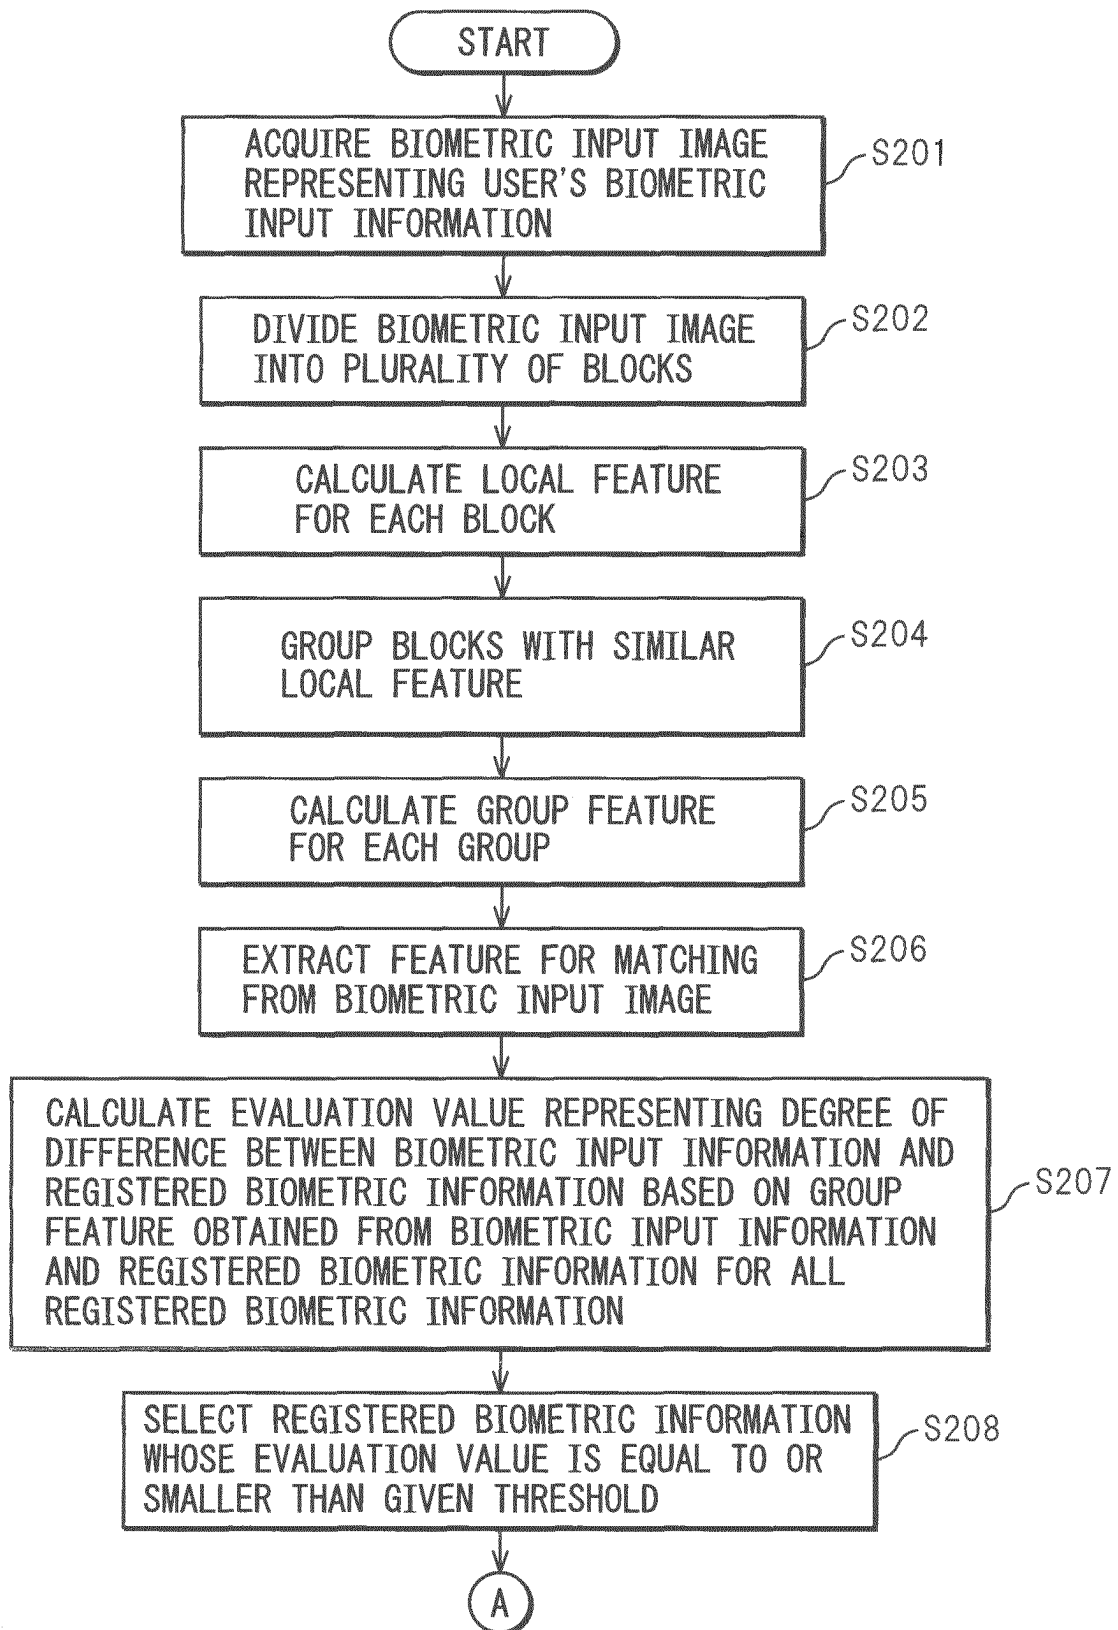 START
ACQUIRE BIOMETRIC INPUT IMAGE
REPRESENTING USER'S BIOMETRIC
INPUT INFORMATION
S201
DIVIDE BIOMETRIC INPUT IMAGE
INTO PLURALITY OF BLOCKS
S202
CALCULATE LOCAL FEATURE
FOR EACH BLOCK
S203
GROUP BLOCKS WITH SIMILAR
LOCAL FEATURE
S204
CALCULATE GROUP FEATURE
FOR EACH GROUP
S205
EXTRACT FEATURE FOR MATCHING
FROM BIOMETRIC INPUT IMAGE
S206
CALCULATE EVALUATION VALUE REPRESENTING DEGREE OF
DIFFERENCE BETWEEN BIOMETRIC INPUT INFORMATION AND
REGISTERED BIOMETRIC INFORMATION BASED ON GROUP
FEATURE OBTAINED FROM BIOMETRIC INPUT INFORMATION
AND REGISTERED BIOMETRIC INFORMATION FOR ALL
REGISTERED BIOMETRIC INFORMATION
S207
SELECT REGISTERED BIOMETRIC INFORMATION
WHOSE EVALUATION VALUE IS EQUAL TO OR
SMALLER THAN GIVEN THRESHOLD
S208
A